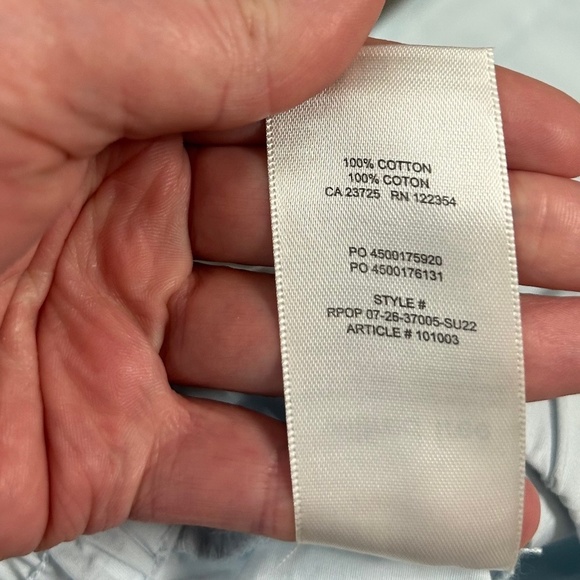 100% COTTON
100% COTON
CA 23725 RN 122354
PO 4500175920
PO 4500176131
STYLE #
RPOP 07-26-37005-SU22
ARTICLE # 101003